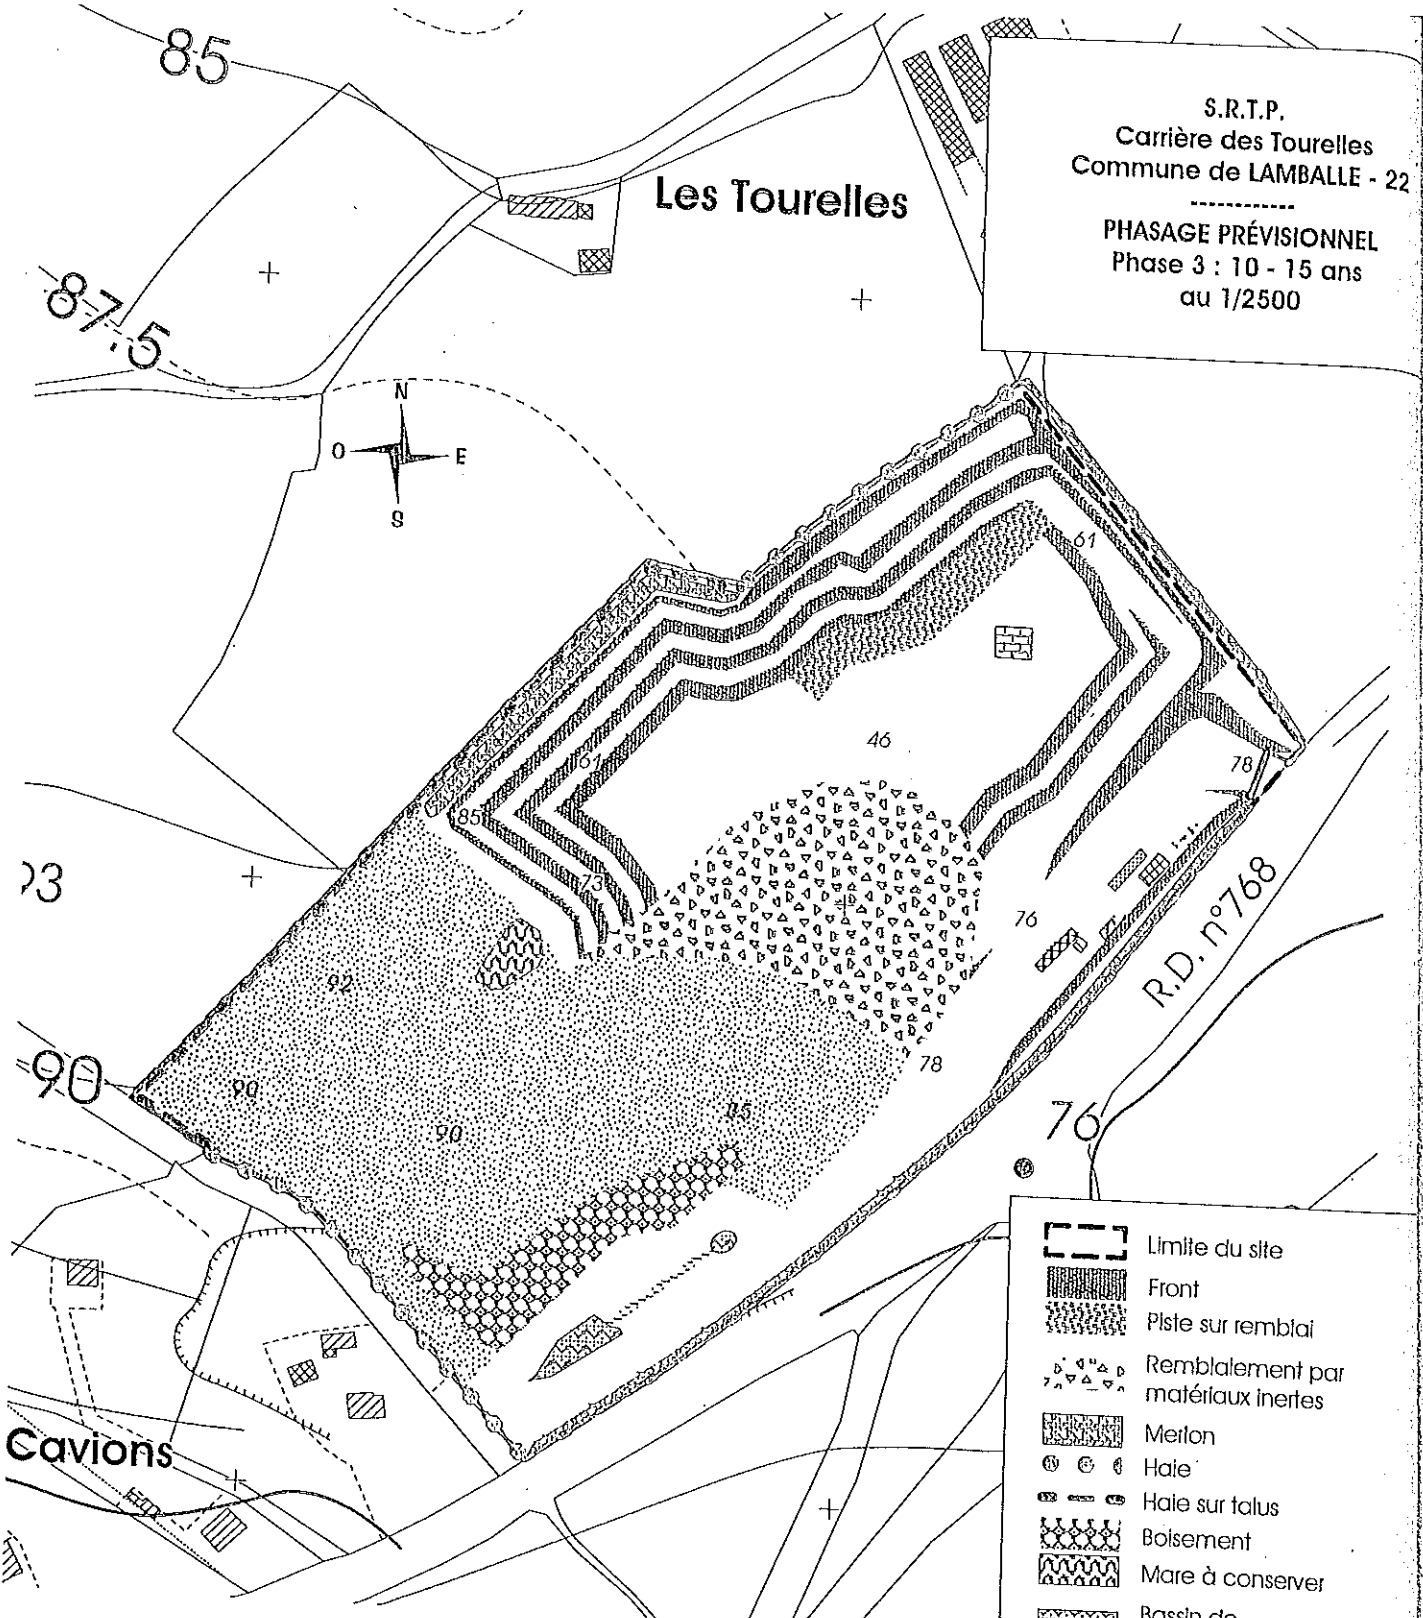 85
S.R.T.P.
Carrière des Tourelles
Commune de LAMBALLE - 22
------------
PHASAGE PRÉVISIONNEL
Phase 3 : 10 - 15 ans
au 1/2500
Les Tourelles
87.5
N
O
E
S
61
46
61
78
85
73
93
76
R.D. n°768
92
78
90
90
85
90
76
Limite du site
Front
Piste sur remblai
Remblaiement par
matériaux inertes
Merlon
Haie
Haie sur talus
Boisement
Mare à conserver
Bassin de
Cavions